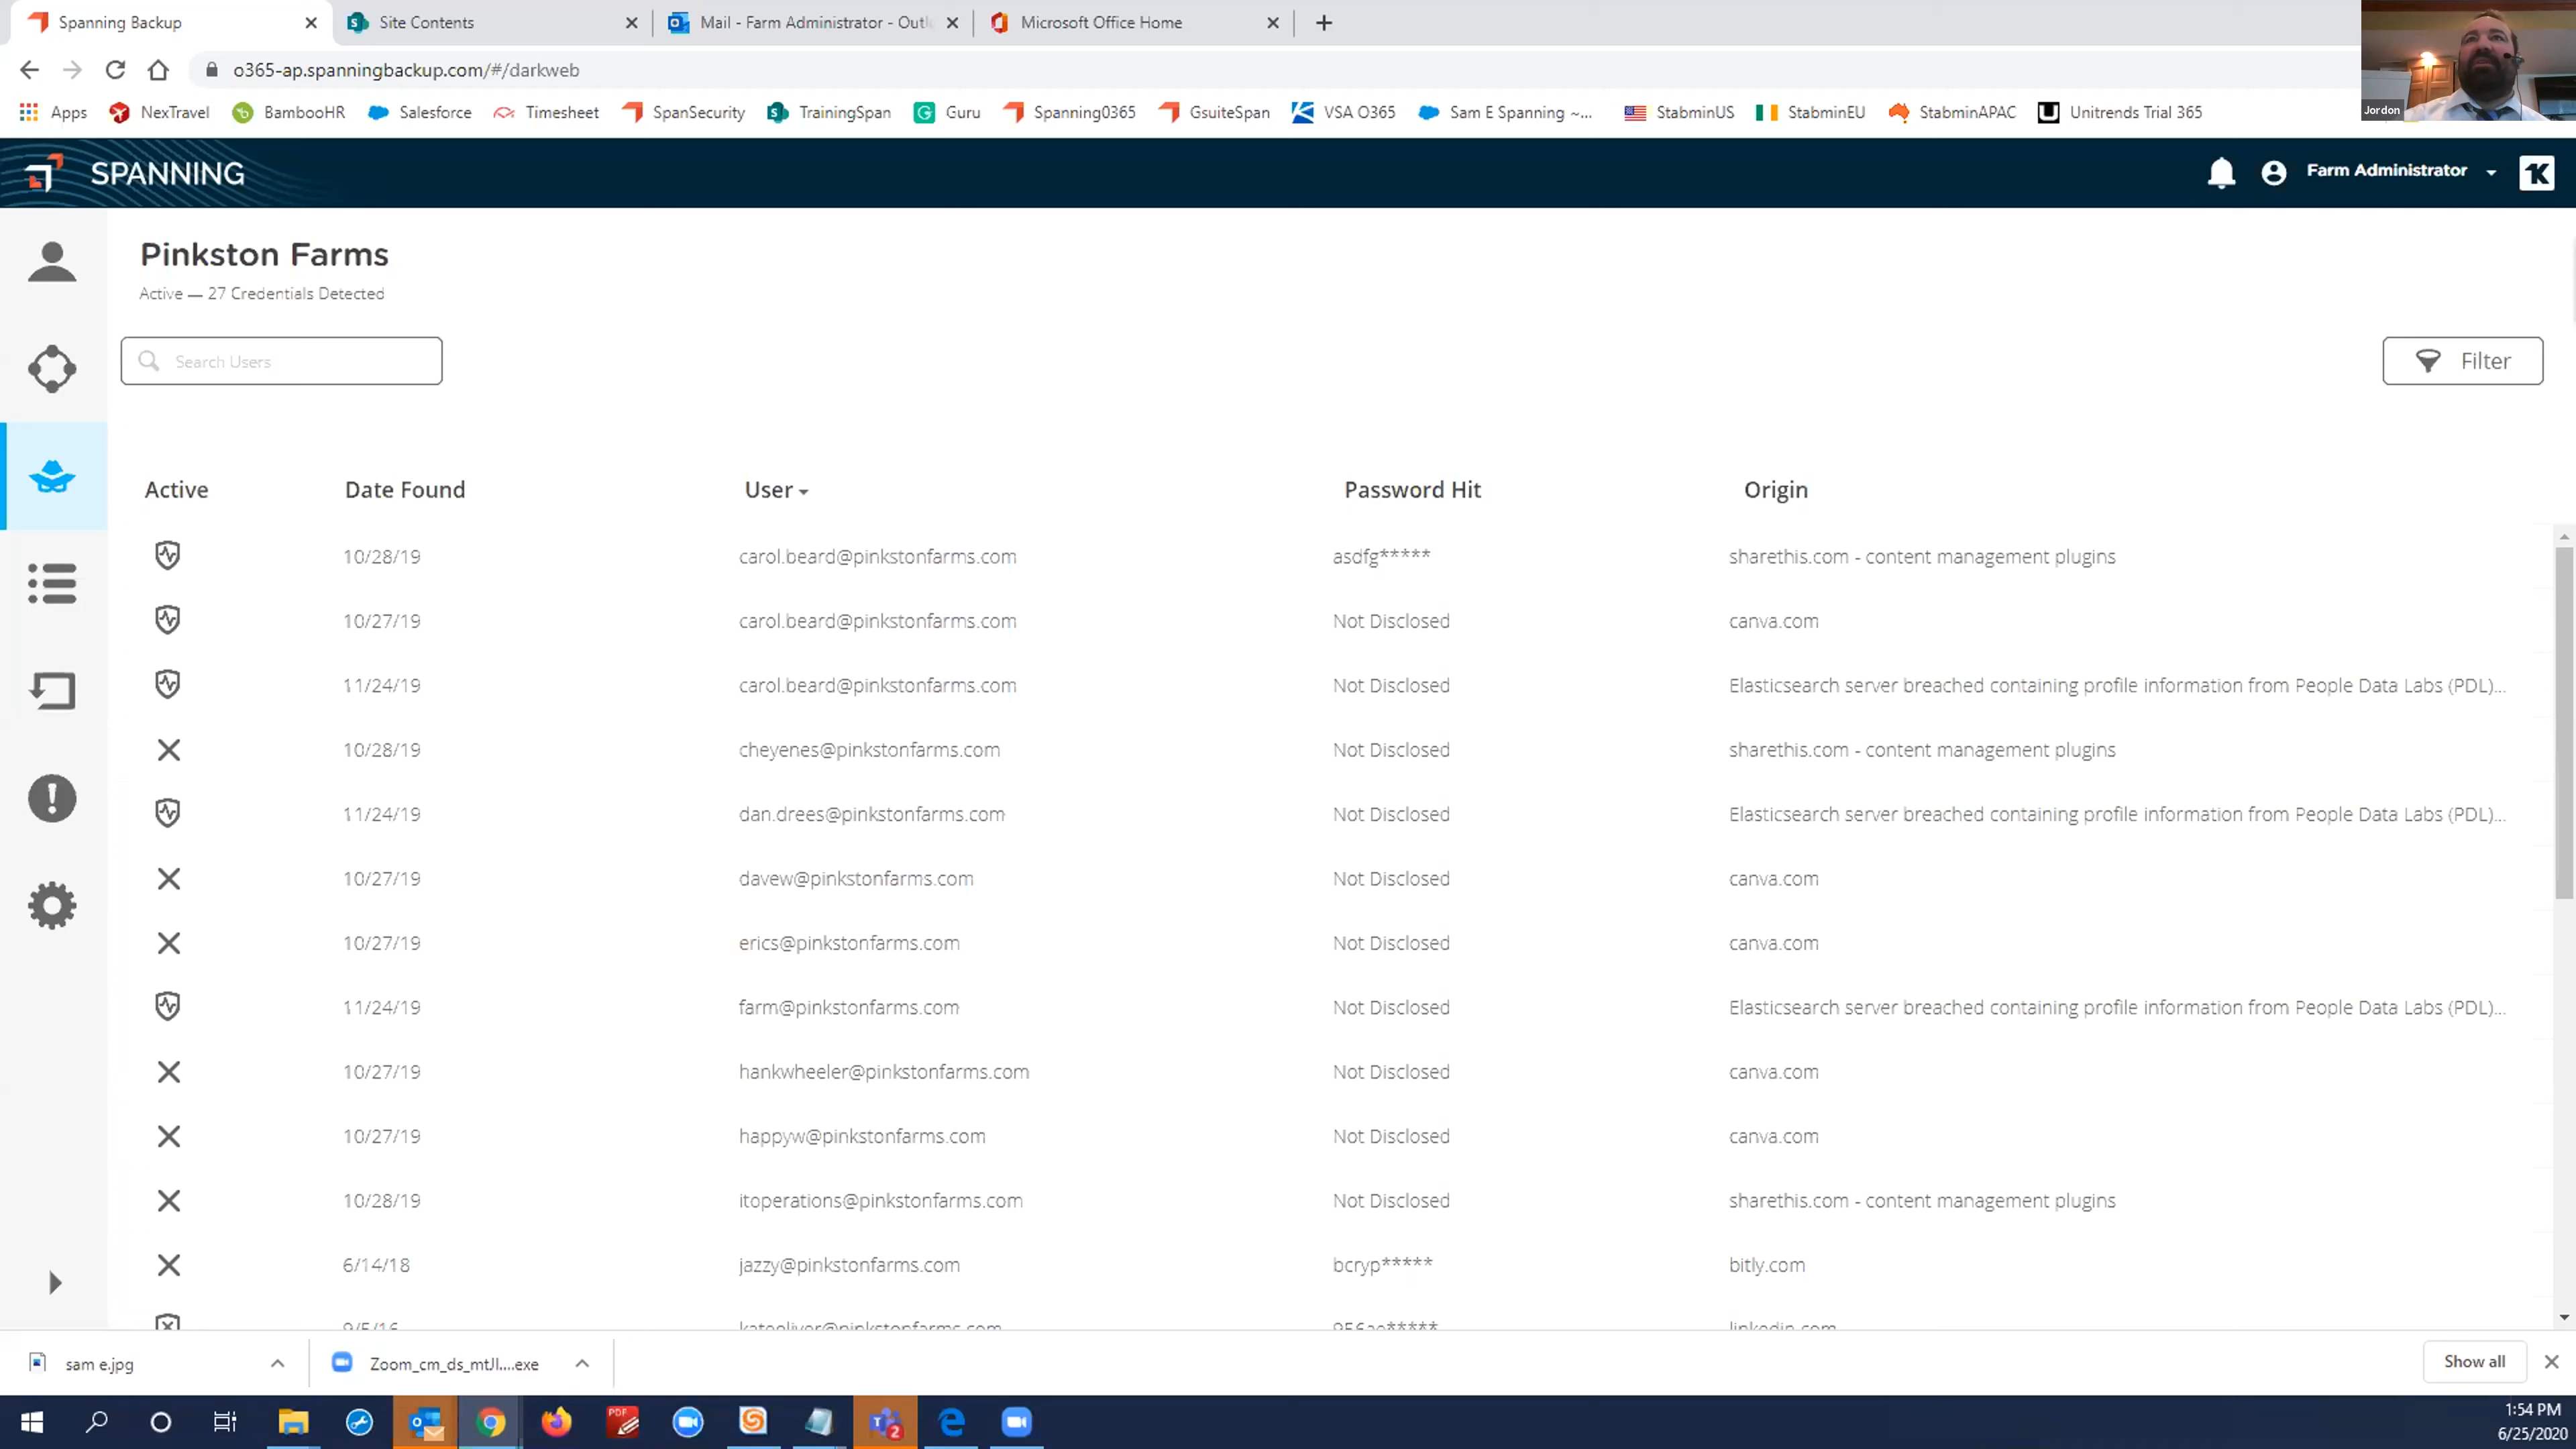 Spanning Backup
Site Contents
Mail - Farm Administrator - Outl
Microsoft Office Home
o365-ap.spanningbackup.com/#/darkweb
Apps
NexTravel
BambooHR
Salesforce
Timesheet
SpanSecurity
TrainingSpan
Guru
Spanning0365
GsuiteSpan
VSA O365
Sam E Spanning ~...
StabminUS
StabminEU
StabminAPAC
Unitrends Trial 365
Jordon
SPANNING
Farm Administrator
Pinkston Farms
Active — 27 Credentials Detected
Search Users
Filter
Active Date Found User Password Hit Origin
10/28/19 carol.beard@pinkstonfarms.com asdfg***** sharethis.com - content management plugins
10/27/19 carol.beard@pinkstonfarms.com Not Disclosed canva.com
11/24/19 carol.beard@pinkstonfarms.com Not Disclosed Elasticsearch server breached containing profile information from People Data Labs (PDL)...
10/28/19 cheyenes@pinkstonfarms.com Not Disclosed sharethis.com - content management plugins
11/24/19 dan.drees@pinkstonfarms.com Not Disclosed Elasticsearch server breached containing profile information from People Data Labs (PDL)...
10/27/19 davew@pinkstonfarms.com Not Disclosed canva.com
10/27/19 erics@pinkstonfarms.com Not Disclosed canva.com
11/24/19 farm@pinkstonfarms.com Not Disclosed Elasticsearch server breached containing profile information from People Data Labs (PDL)...
10/27/19 hankwheeler@pinkstonfarms.com Not Disclosed canva.com
10/27/19 happyw@pinkstonfarms.com Not Disclosed canva.com
10/28/19 itoperations@pinkstonfarms.com Not Disclosed sharethis.com - content management plugins
6/14/18 jazzy@pinkstonfarms.com bcryp***** bitly.com
9/5/16 kateoliver@pinkstonfarms.com 956ae***** linkedin.com
sam e.jpg
Zoom_cm_ds_mtJl....exe
Show all
1:54 PM
6/25/2020